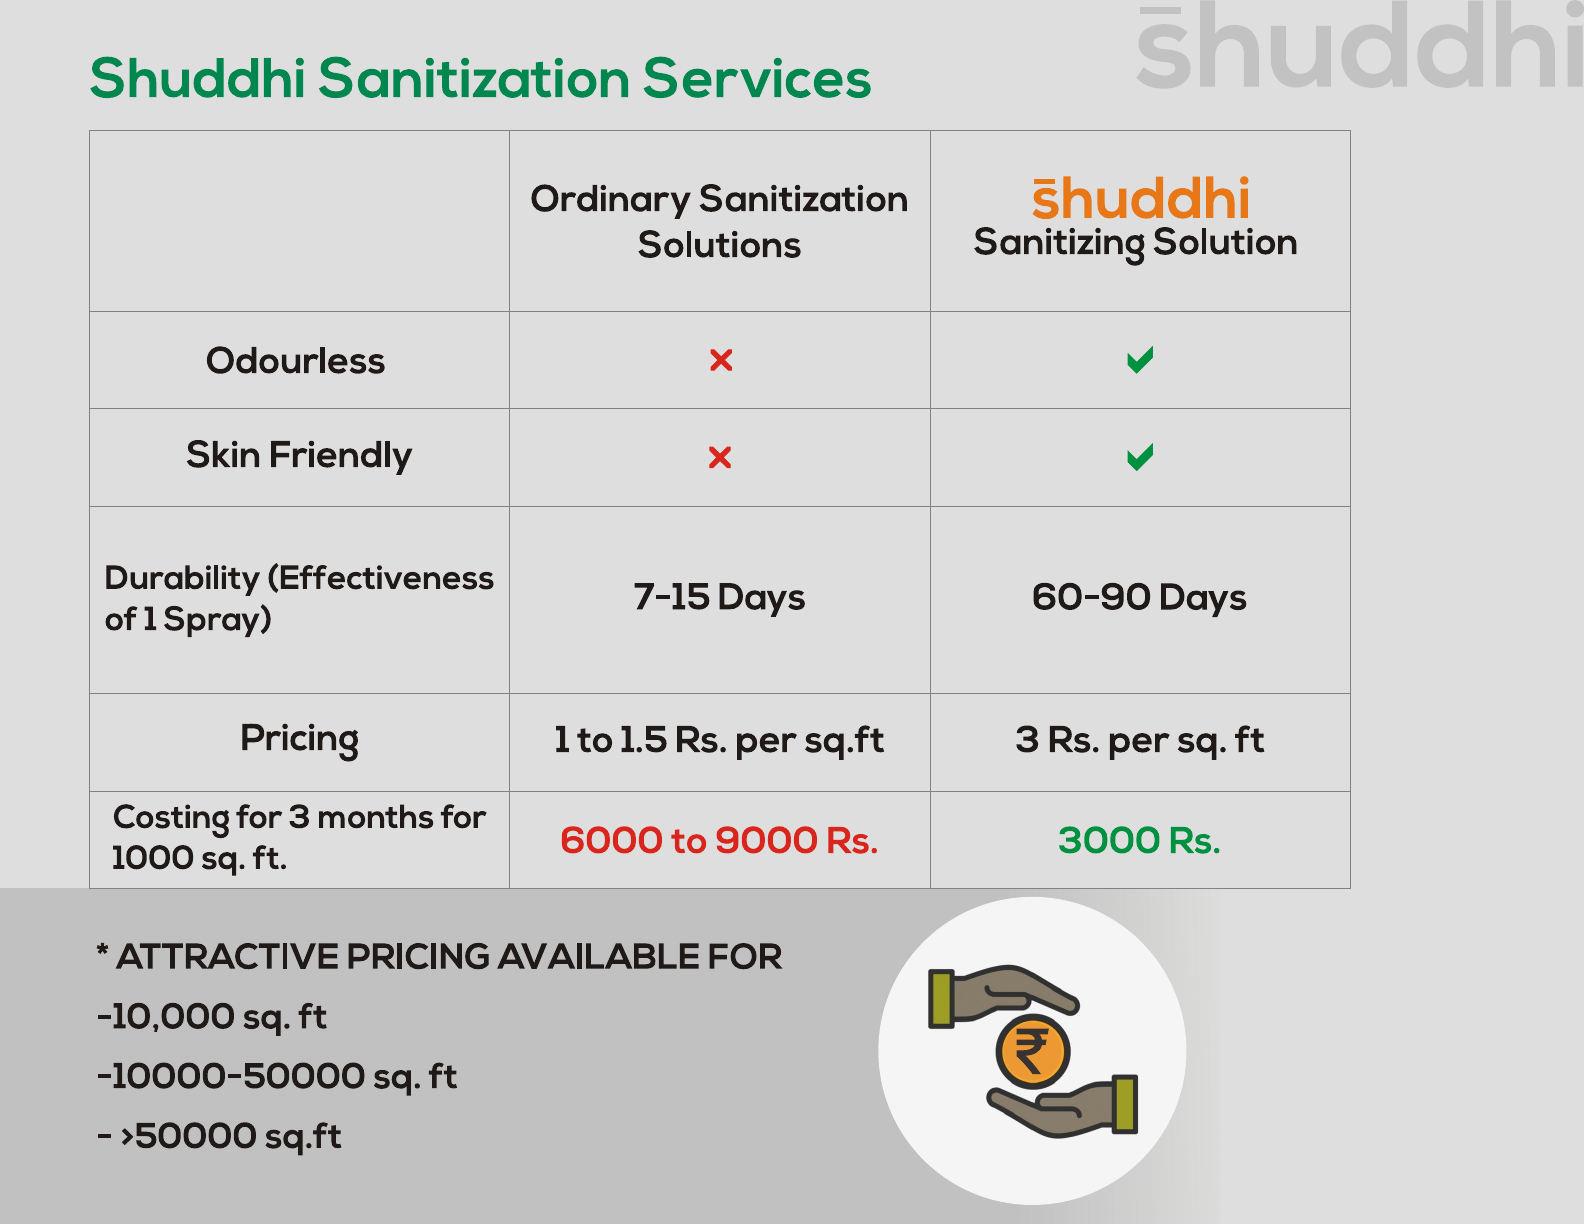 shuddhi
Shuddhi Sanitization Services
Ordinary Sanitization
Solutions
s̄huddhi
Sanitizing Solution
Odourless
Skin Friendly
Durability (Effectiveness
of 1 Spray)
7-15 Days
60-90 Days
Pricing
1 to 1.5 Rs. per sq.ft
3 Rs. per sq. ft
Costing for 3 months for
1000 sq. ft.
6000 to 9000 Rs.
3000 Rs.
* ATTRACTIVE PRICING AVAILABLE FOR
-10,000 sq. ft
-10000-50000 sq. ft
- >50000 sq.ft
₹